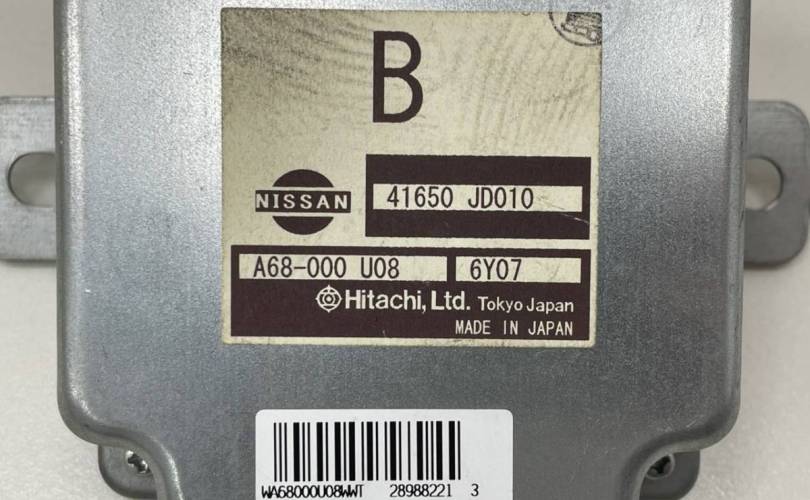 B
NISSAN
41650 JD010
A68-000 U08 6Y07
Hitachi, Ltd. Tokyo Japan
MADE IN JAPAN
WA68000U08WWT 28988221 3